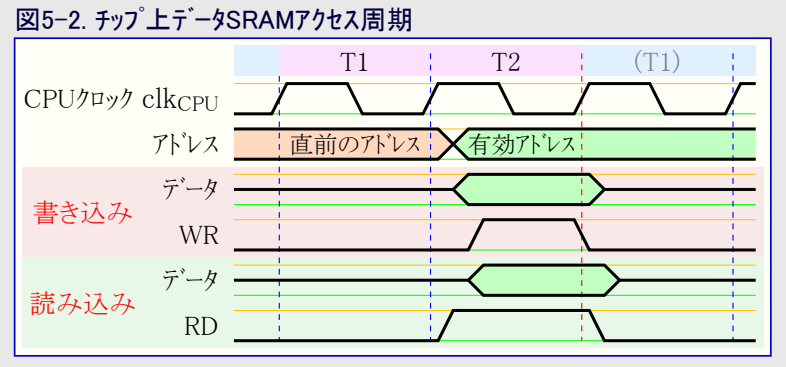 図5-2. ﾁｯﾌﾟ上ﾃﾞｰﾀSRAMｱｸｾｽ周期
T1 T2 (T1)
CPUｸﾛｯｸ clkCPU
ｱﾄﾞﾚｽ 直前のｱﾄﾞﾚｽ 有効ｱﾄﾞﾚｽ
書き込み
ﾃﾞｰﾀ
WR
読み込み
ﾃﾞｰﾀ
RD